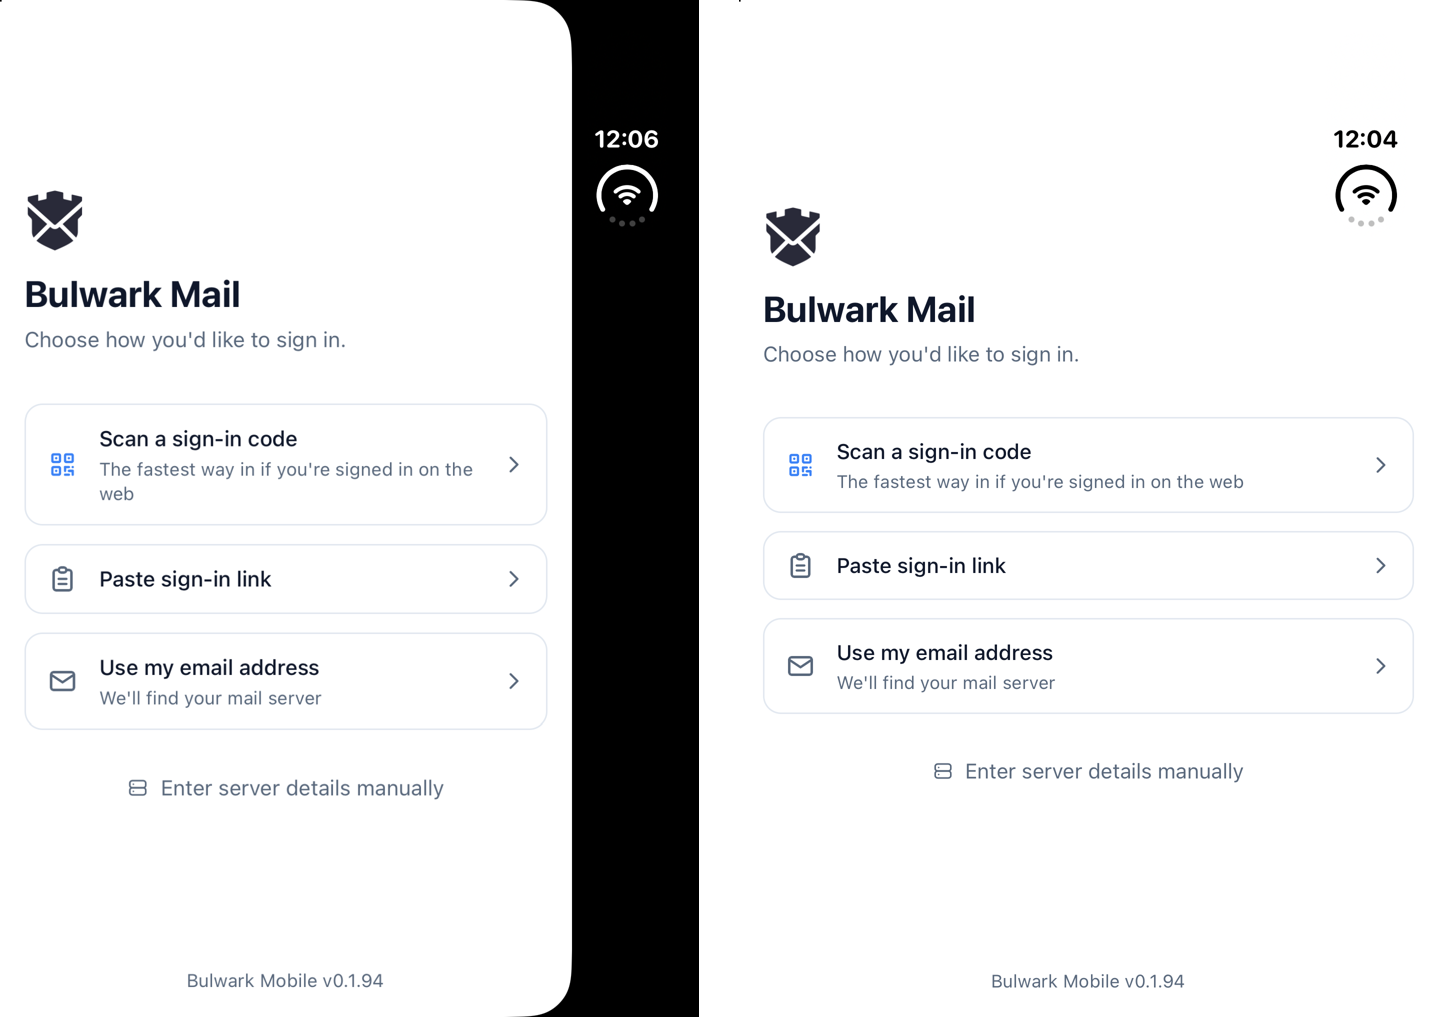 12:06
Bulwark Mail
Choose how you'd like to sign in.
Scan a sign-in code
The fastest way in if you're signed in on the
web
Paste sign-in link
Use my email address
We'll find your mail server
Enter server details manually
Bulwark Mobile v0.1.94
12:04
Bulwark Mail
Choose how you'd like to sign in.
Scan a sign-in code
The fastest way in if you're signed in on the web
Paste sign-in link
Use my email address
We'll find your mail server
Enter server details manually
Bulwark Mobile v0.1.94